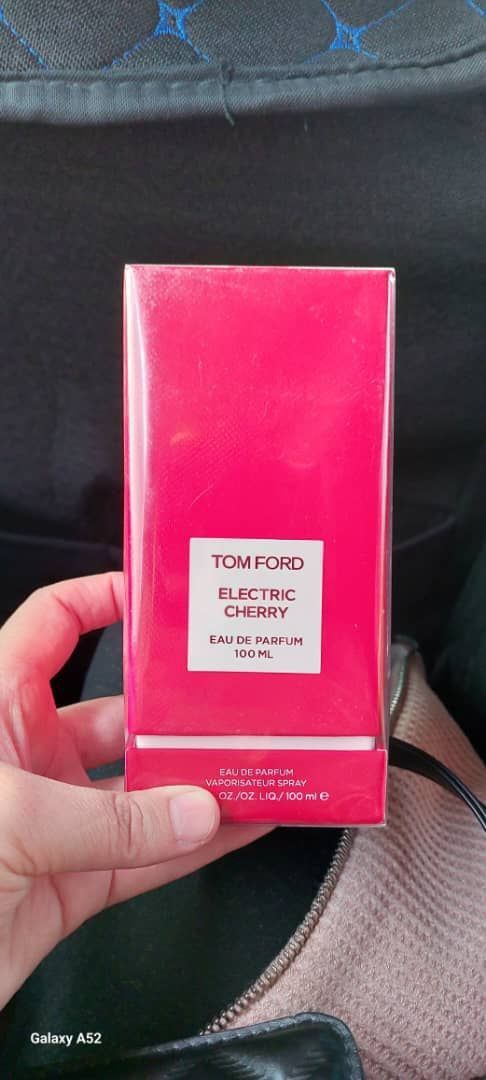 TOM FORD
ELECTRIC
CHERRY
EAU DE PARFUM
100 ML
EAU DE PARFUM
VAPORISATEUR SPRAY
OZ./OZ. LIQ./ 100 ml e
Galaxy A52